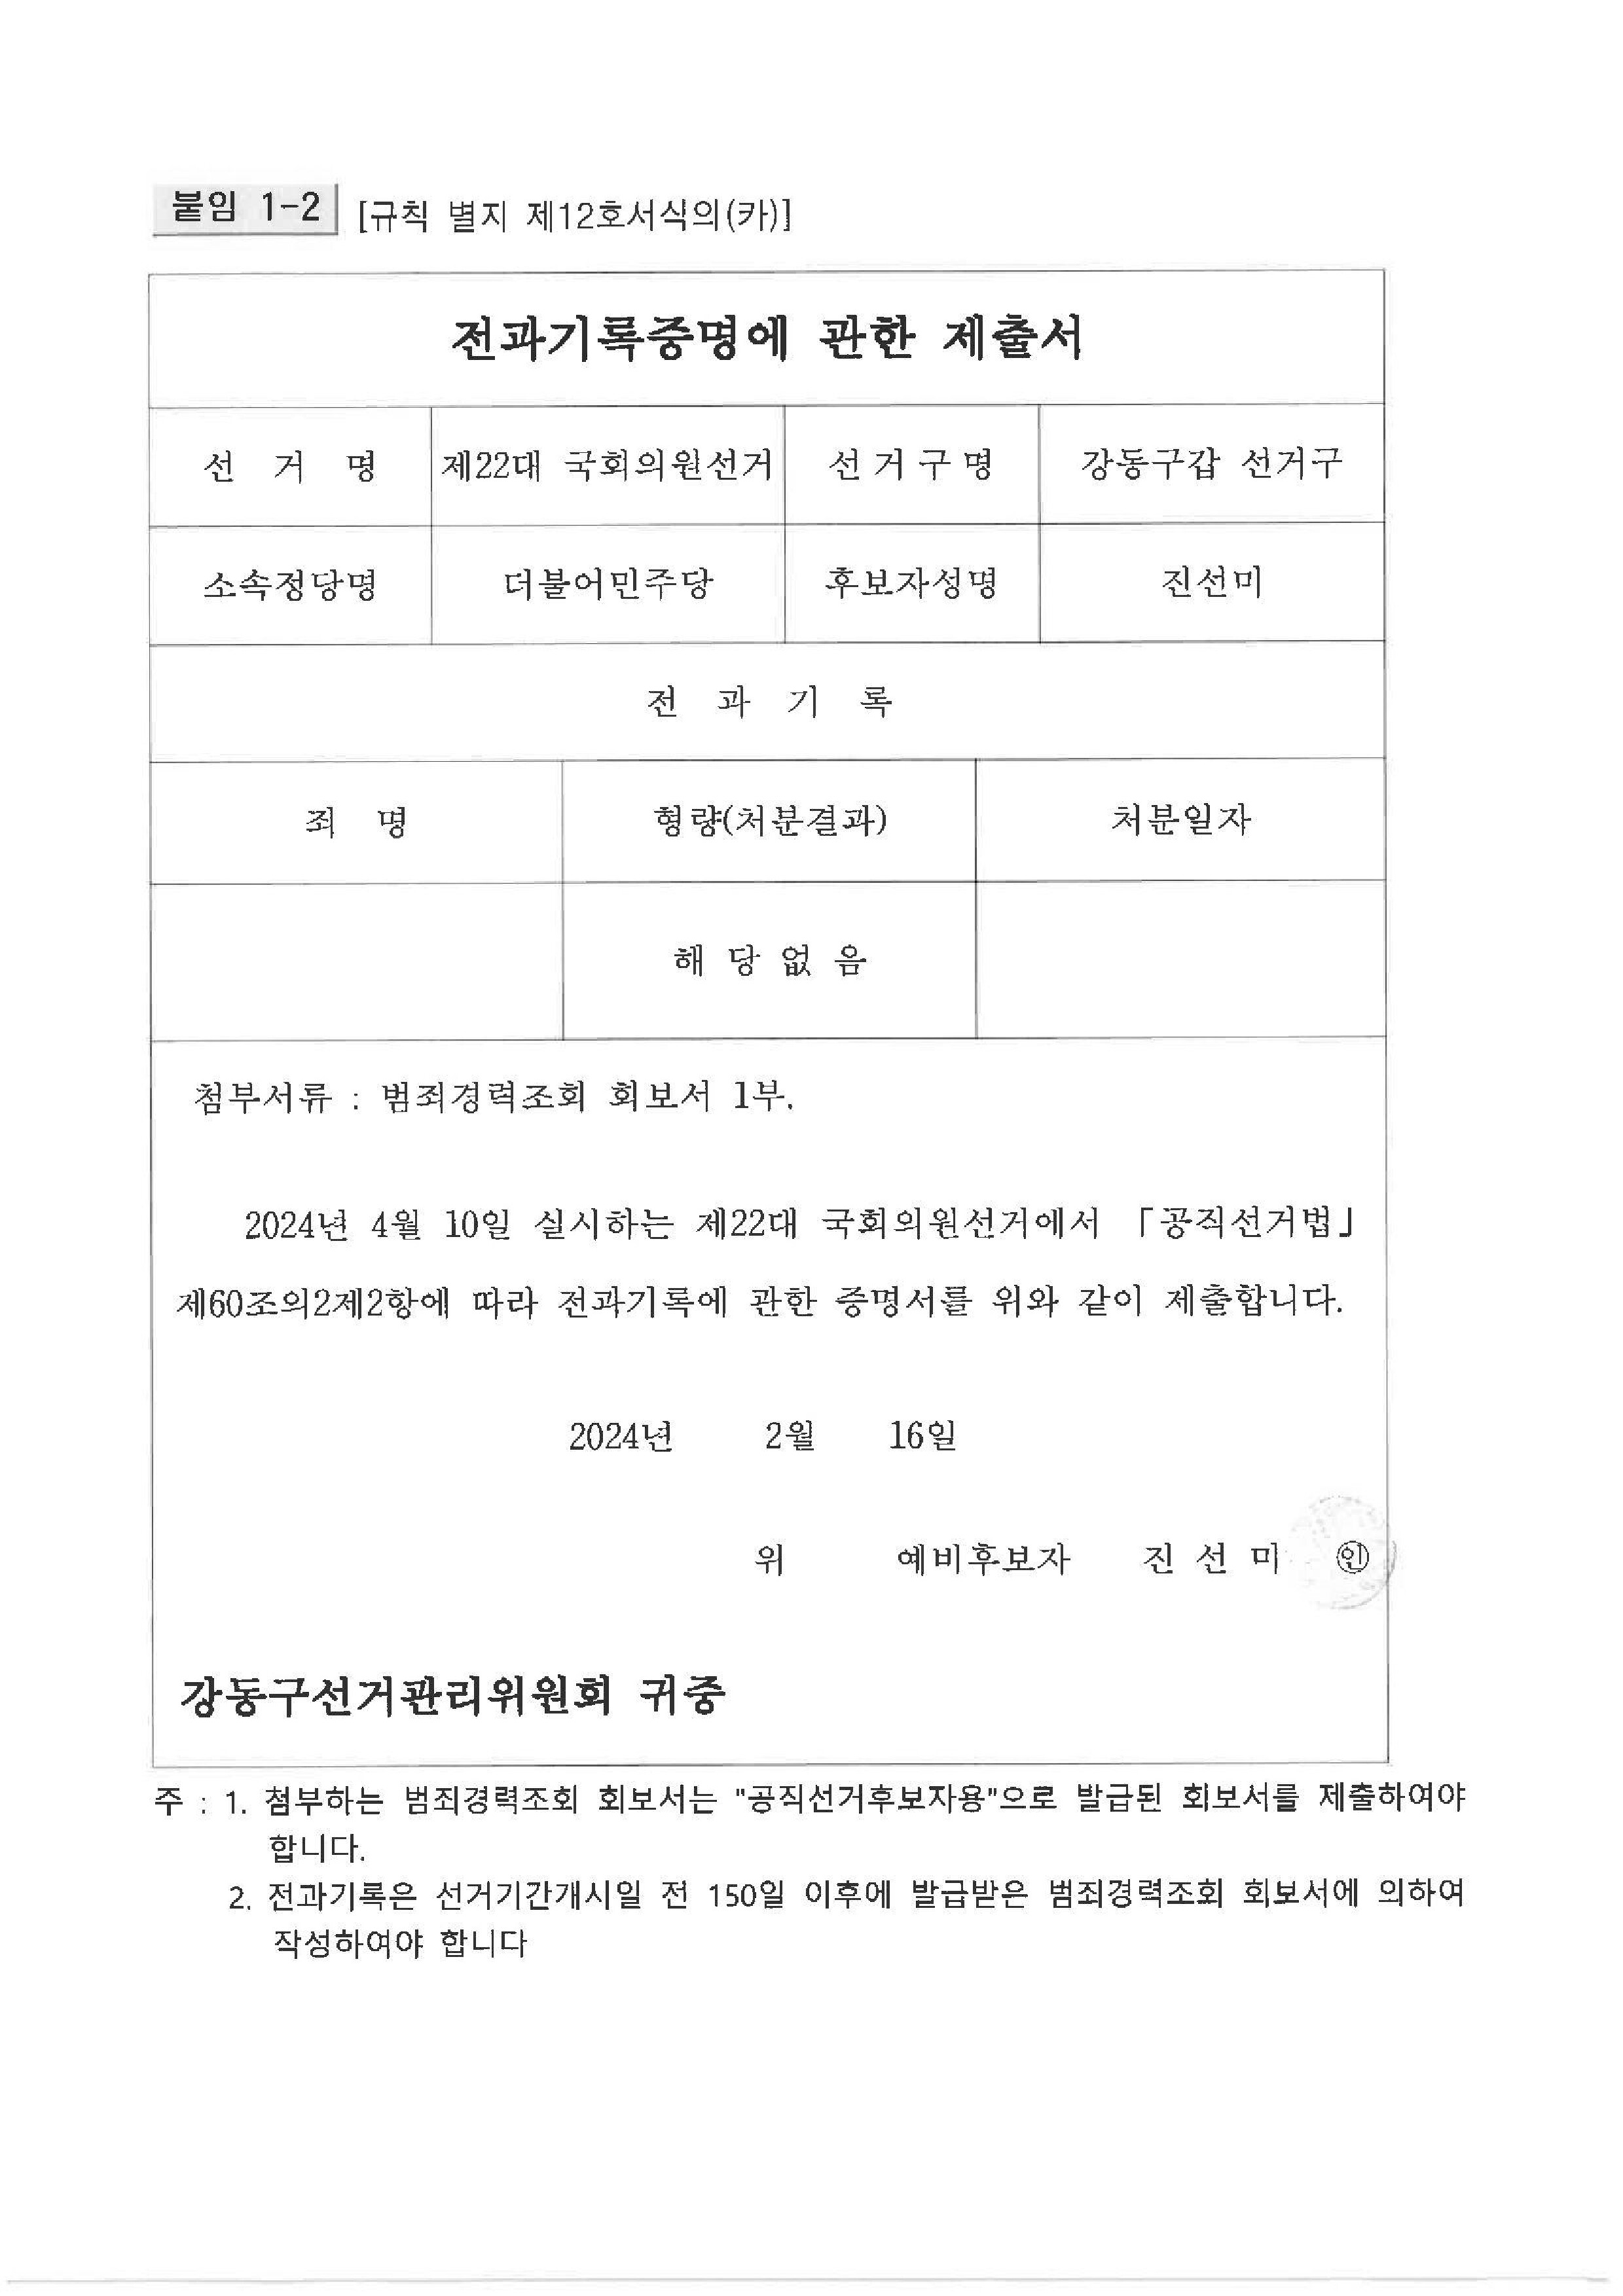 붙임 1-2 [규칙 별지 제12호서식의(카)]
전과기록증명에 관한 제출서
선 거 명 제22대 국회의원선거 선거구명 강동구갑 선거구
소속정당명 더불어민주당 후보자성명 진선미
전 과 기 록
죄 명 형량(처분결과) 처분일자
해 당 없 음
첨부서류 : 범죄경력조회 회보서 1부.
2024년 4월 10일 실시하는 제22대 국회의원선거에서 「공직선거법」
제60조의2제2항에 따라 전과기록에 관한 증명서를 위와 같이 제출합니다.
2024년 2월 16일
위 예비후보자 진 선 미 ㊞
강동구선거관리위원회 귀중
주 : 1. 첨부하는 범죄경력조회 회보서는 "공직선거후보자용"으로 발급된 회보서를 제출하여야
합니다.
2. 전과기록은 선거기간개시일 전 150일 이후에 발급받은 범죄경력조회 회보서에 의하여
작성하여야 합니다